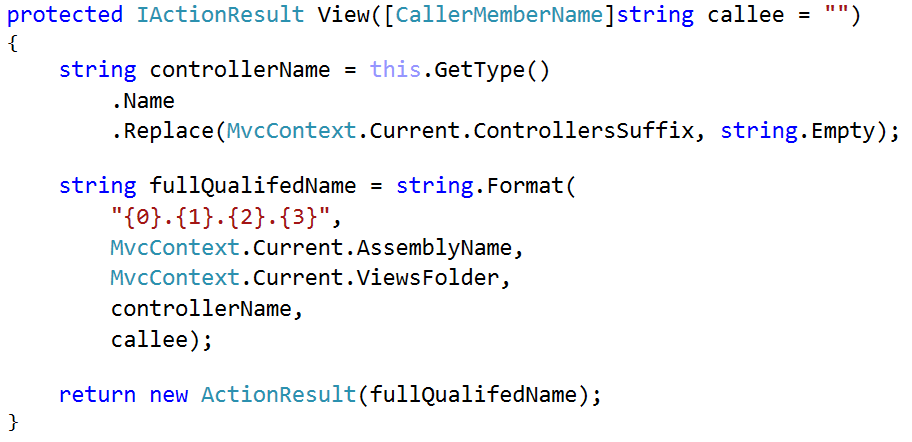 protected IActionResult View([CallerMemberName]string callee = "")
{
    string controllerName = this.GetType()
        .Name
        .Replace(MvcContext.Current.ControllersSuffix, string.Empty);
    string fullQualifedName = string.Format(
        "{0}.{1}.{2}.{3}",
        MvcContext.Current.AssemblyName,
        MvcContext.Current.ViewsFolder,
        controllerName,
        callee);
    return new ActionResult(fullQualifedName);
}